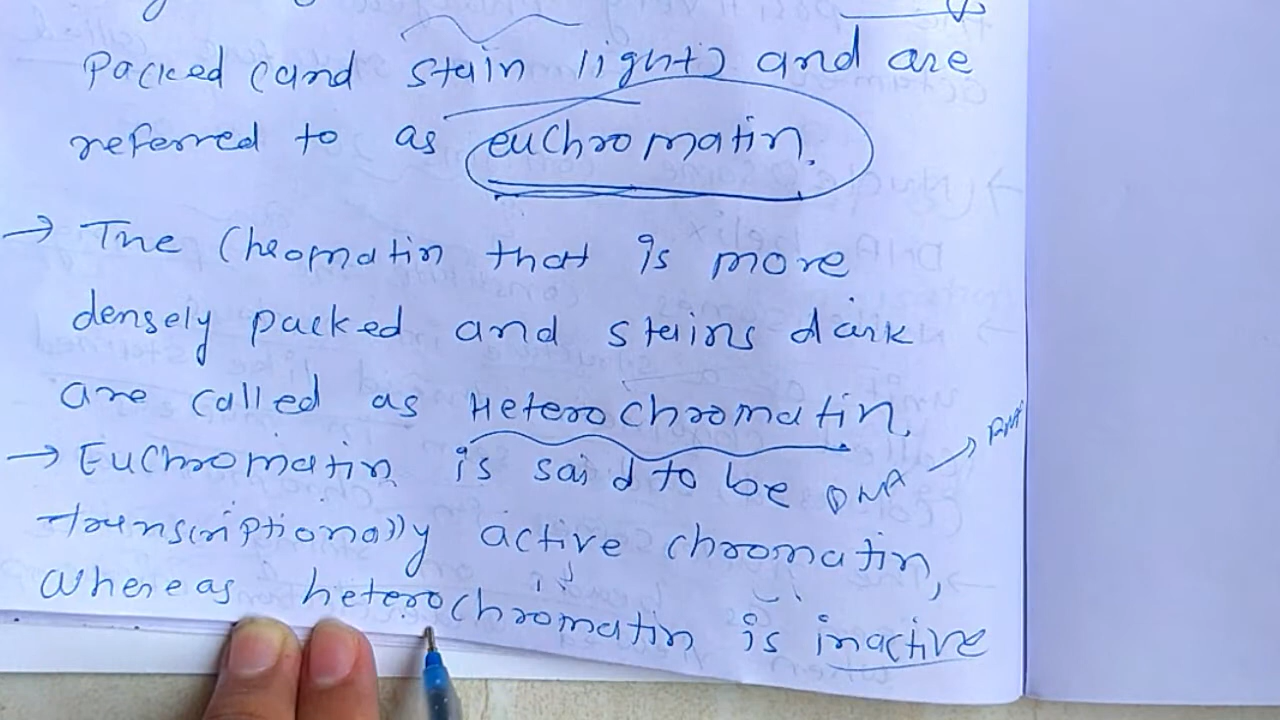 Packed (and stain light) and are
referred to as euchromatin.
→ The Chromatin that is more
densely packed and stains dark
are called as Heterochromatin.
→ Euchromatin is said to be DNA → RNA
transcriptionally active chromatin,
whereas heterochromatin is inactive